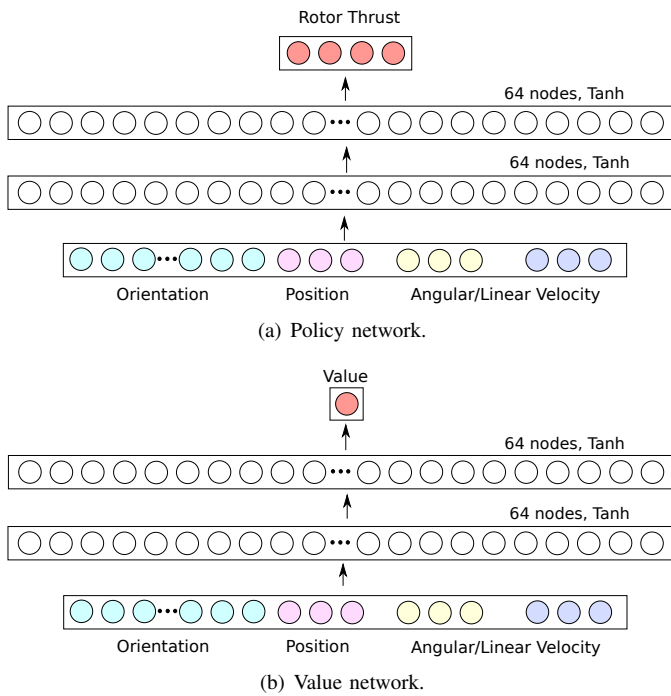 Rotor Thrust
64 nodes, Tanh
64 nodes, Tanh
Orientation Position Angular/Linear Velocity
(a) Policy network.
Value
64 nodes, Tanh
64 nodes, Tanh
Orientation Position Angular/Linear Velocity
(b) Value network.